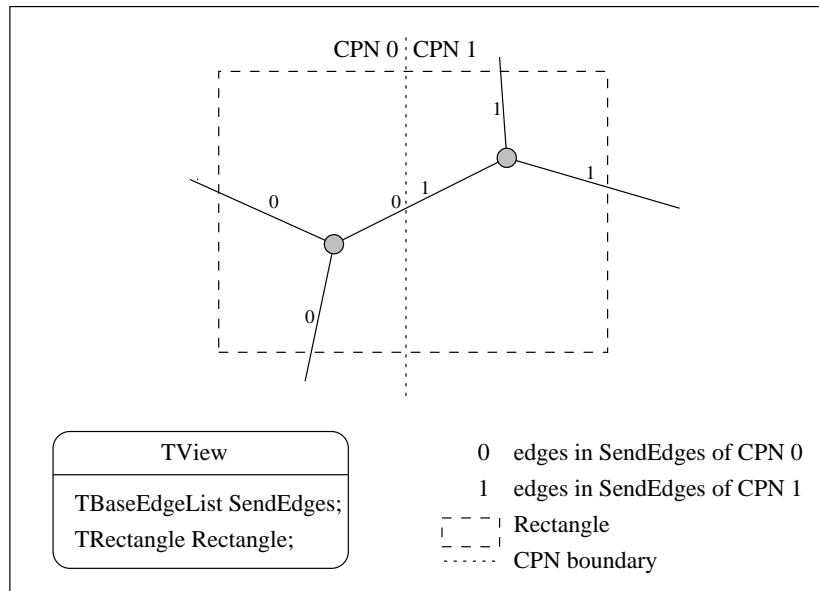 CPN 0 CPN 1
1
1
0
0
1
0
TView
TBaseEdgeList SendEdges;
TRectangle Rectangle;
0 edges in SendEdges of CPN 0
1 edges in SendEdges of CPN 1
Rectangle
CPN boundary